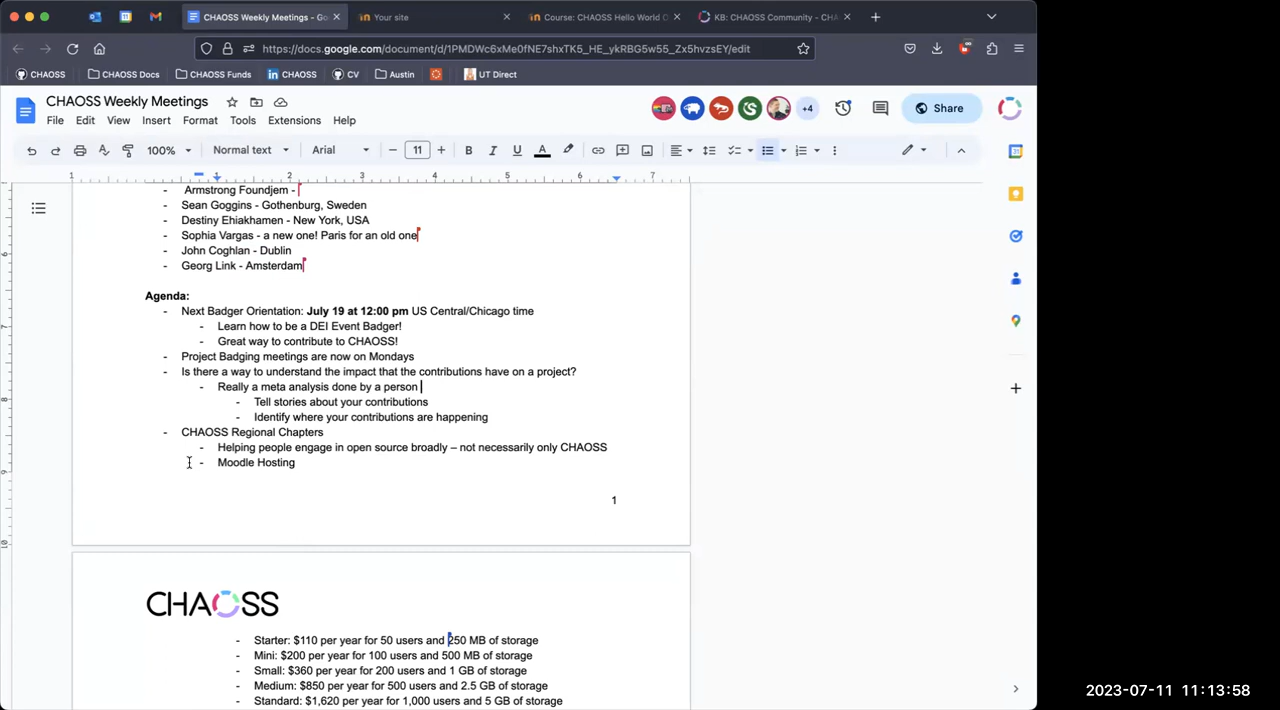 CHAOSS Weekly Meetings - Go
Your site
Course: CHAOSS Hello World C
KB: CHAOSS Community - CHA
https://docs.google.com/document/d/1PMDWc6xMe0fNE7shxTK5_HE_ykRBG5w55_Zx5hvzsEY/edit
CHAOSS
CHAOSS Docs
CHAOSS Funds
CHAOSS
CV
Austin
UT Direct
CHAOSS Weekly Meetings
+4
Share
File Edit View Insert Format Tools Extensions Help
100% Normal text Arial 11
1 1 2 3 4 5 6 7
- Armstrong Foundjem -
- Sean Goggins - Gothenburg, Sweden
- Destiny Ehiakhamen - New York, USA
- Sophia Vargas - a new one! Paris for an old one
- John Coghlan - Dublin
- Georg Link - Amsterdam
Agenda:
- Next Badger Orientation: July 19 at 12:00 pm US Central/Chicago time
- Learn how to be a DEI Event Badger!
- Great way to contribute to CHAOSS!
- Project Badging meetings are now on Mondays
- Is there a way to understand the impact that the contributions have on a project?
- Really a meta analysis done by a person
- Tell stories about your contributions
- Identify where your contributions are happening
- CHAOSS Regional Chapters
- Helping people engage in open source broadly – not necessarily only CHAOSS
- Moodle Hosting
1
CHAOSS
- Starter: $110 per year for 50 users and 250 MB of storage
- Mini: $200 per year for 100 users and 500 MB of storage
- Small: $360 per year for 200 users and 1 GB of storage
- Medium: $850 per year for 500 users and 2.5 GB of storage
- Standard: $1,620 per year for 1,000 users and 5 GB of storage
2023-07-11 11:13:58